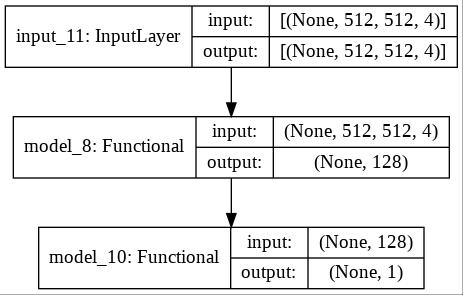 input_11: InputLayer input: [(None, 512, 512, 4)]
output: [(None, 512, 512, 4)]
model_8: Functional input: (None, 512, 512, 4)
output: (None, 128)
model_10: Functional input: (None, 128)
output: (None, 1)